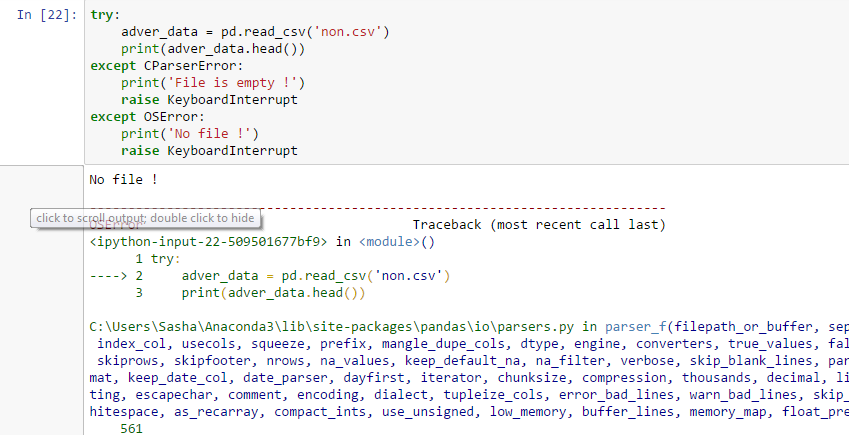 In [22]: try:
    adver_data = pd.read_csv('non.csv')
    print(adver_data.head())
except CParserError:
    print('File is empty !')
    raise KeyboardInterrupt
except OSError:
    print('No file !')
    raise KeyboardInterrupt
No file !
---------------------------------------------------------------------------
click to scroll output; double click to hide
OSError                                   Traceback (most recent call last)
<ipython-input-22-509501677bf9> in <module>()
      1 try:
----> 2     adver_data = pd.read_csv('non.csv')
      3     print(adver_data.head())
C:\Users\Sasha\Anaconda3\lib\site-packages\pandas\io\parsers.py in parser_f(filepath_or_buffer, sep
 index_col, usecols, squeeze, prefix, mangle_dupe_cols, dtype, engine, converters, true_values, fal
 skiprows, skipfooter, nrows, na_values, keep_default_na, na_filter, verbose, skip_blank_lines, par
mat, keep_date_col, date_parser, dayfirst, iterator, chunksize, compression, thousands, decimal, li
ting, escapechar, comment, encoding, dialect, tupleize_cols, error_bad_lines, warn_bad_lines, skip_
hitespace, as_recarray, compact_ints, use_unsigned, low_memory, buffer_lines, memory_map, float_pre
    561